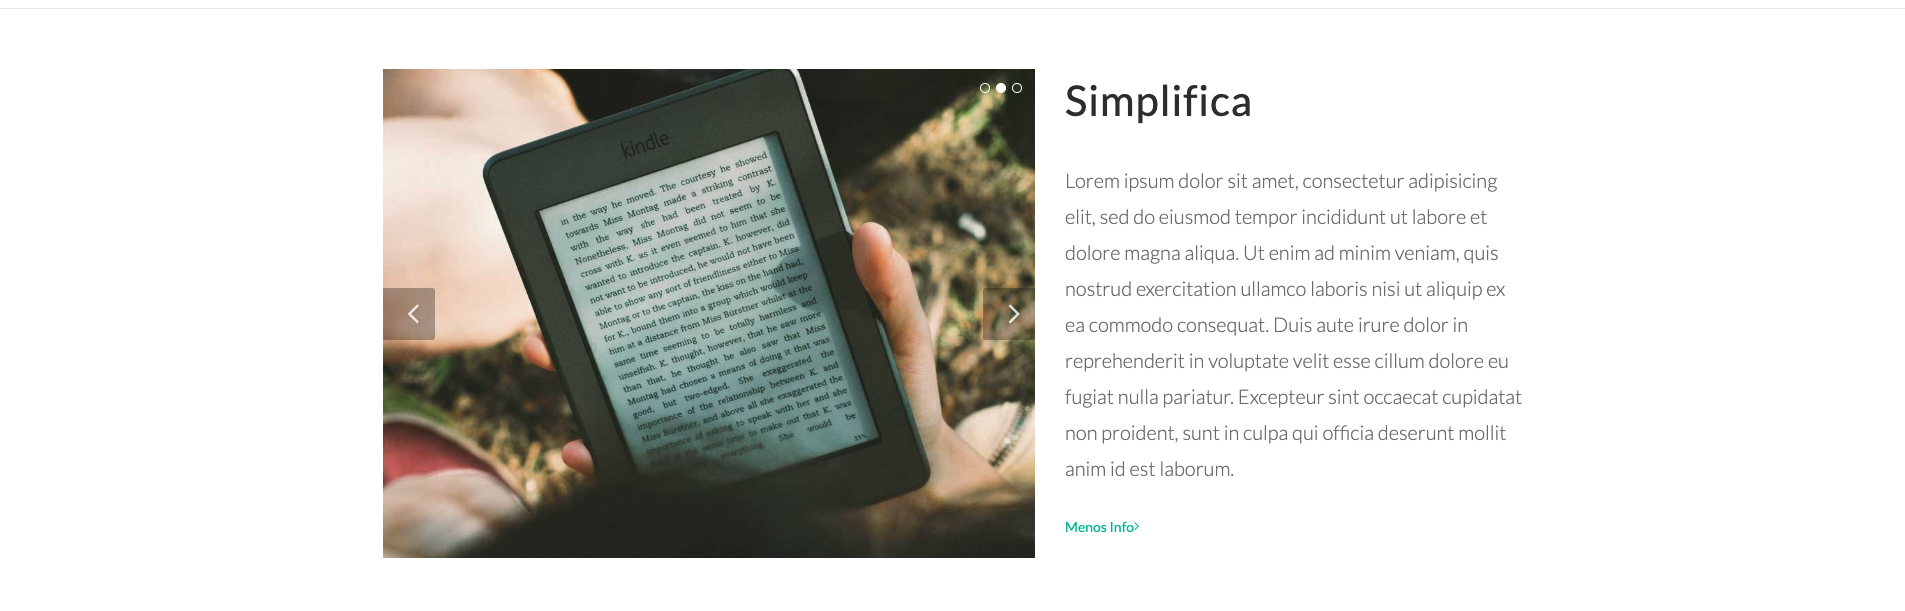 Simplifica
Lorem ipsum dolor sit amet, consectetur adipisicing
elit, sed do eiusmod tempor incididunt ut labore et
dolore magna aliqua. Ut enim ad minim veniam, quis
nostrud exercitation ullamco laboris nisi ut aliquip ex
ea commodo consequat. Duis aute irure dolor in
reprehenderit in voluptate velit esse cillum dolore eu
fugiat nulla pariatur. Excepteur sint occaecat cupidatat
non proident, sunt in culpa qui officia deserunt mollit
anim id est laborum.
Menos Info
kindle
in the way he moved. The courtesy he showed
towards Miss Montag made a striking contrast
with the way she had been treated by K.
Nonetheless, Miss Montag did not seem to be
cross with K. as it even seemed to him that she
wanted to introduce the captain. K. however, did
not want to be introduced, he would not have been
able to show any sort of friendliness either to Miss
Montag or to the captain, the kiss on the hand had,
for K., bound them into a group which would keep
him at a distance from Miss Bürstner whilst at the
same time seeming to be totally harmless and
unselfish. K. thought, however, that he saw more
than that, he thought he also saw that Miss
Montag had chosen a means of doing it that was
good, but two-edged. She exaggerated the
importance of the relationship between K. and
Miss Bürstner, and above all she exaggerated the
importance of asking to speak with her and she
at the same time to make out that K. was
everything. She would be